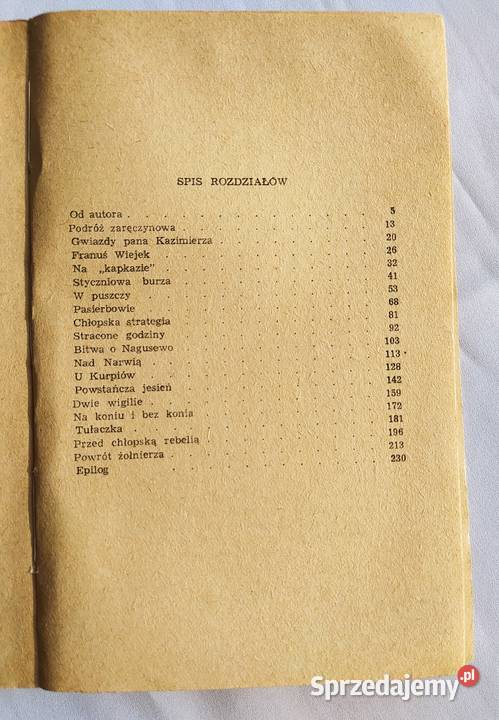 SPIS ROZDZIAŁÓW
Od autora . . . . . . . . . . . . 5
Podróż zaręczynowa . . . . . . . . . 13
Gwiazdy pana Kazimierza . . . . . . . 20
Franuś Wiejek . . . . . . . . . . 26
Na „kapkazie” . . . . . . . . . . 32
Styczniowa burza . . . . . . . . . 41
W puszczy . . . . . . . . . . . 53
Pasierbowie . . . . . . . . . . 68
Chłopska strategia . . . . . . . . . 81
Stracone godziny . . . . . . . . . 92
Bitwa o Nagusewo . . . . . . . . . 103
Nad Narwią . . . . . . . . . . 113
U Kurpiów . . . . . . . . . . 128
Powstańcza jesień . . . . . . . . . 142
Dwie wigilie . . . . . . . . . . 159
Na koniu i bez konia . . . . . . . . 172
Tułaczka . . . . . . . . . . 181
Przed chłopską rebelią . . . . . . . . 196
Powrót żołnierza . . . . . . . . . 213
Epilog . . . . . . . . . . 230
Sprzedajemy.pl